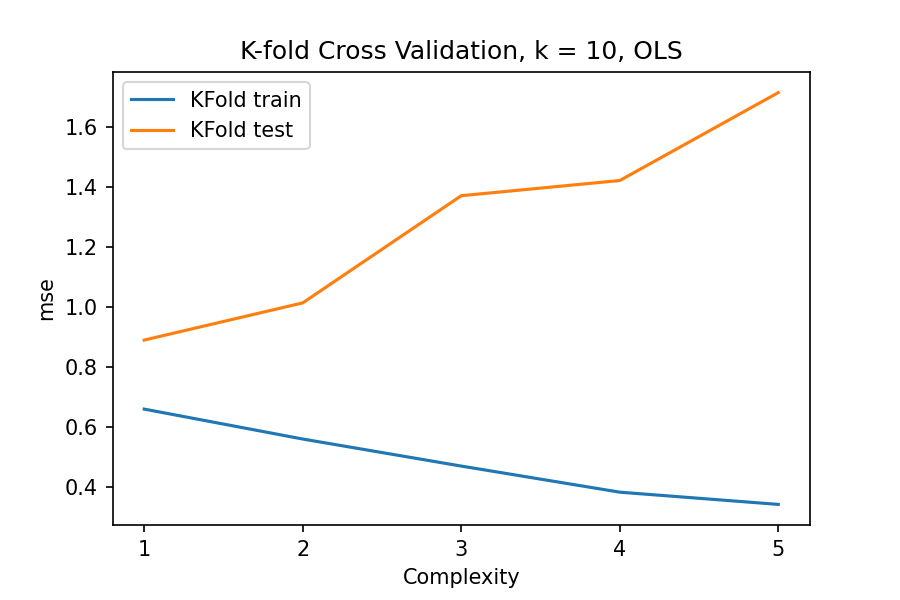 K-fold Cross Validation, k = 10, OLS
KFold train
KFold test
1.6
1.4
1.2
1.0
0.8
0.6
0.4
mse
1 2 3 4 5
Complexity